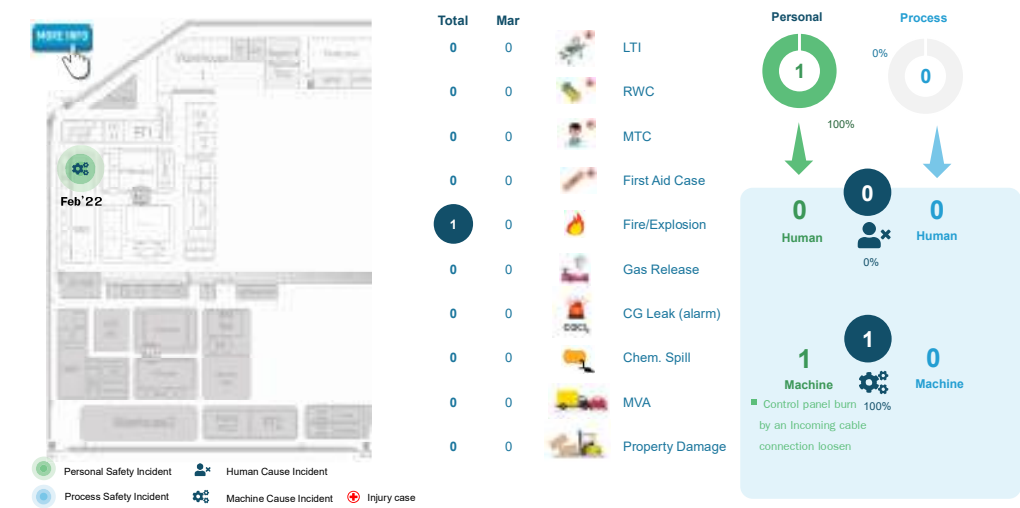 MORE INFO
Warehouse
1
Feb'22
Personal Safety Incident
Human Cause Incident
Process Safety Incident
Machine Cause Incident
Injury case
Total Mar
0 0 LTI
0 0 RWC
0 0 MTC
0 0 First Aid Case
1 0 Fire/Explosion
0 0 Gas Release
0 0 CG Leak (alarm)
COCl₂
0 0 Chem. Spill
0 0 MVA
0 0 Property Damage
Personal Process
0%
1 0
100%
0
0 0
Human Human
0%
1
1 0
Machine Machine
Control panel burn 100%
by an Incoming cable
connection loosen